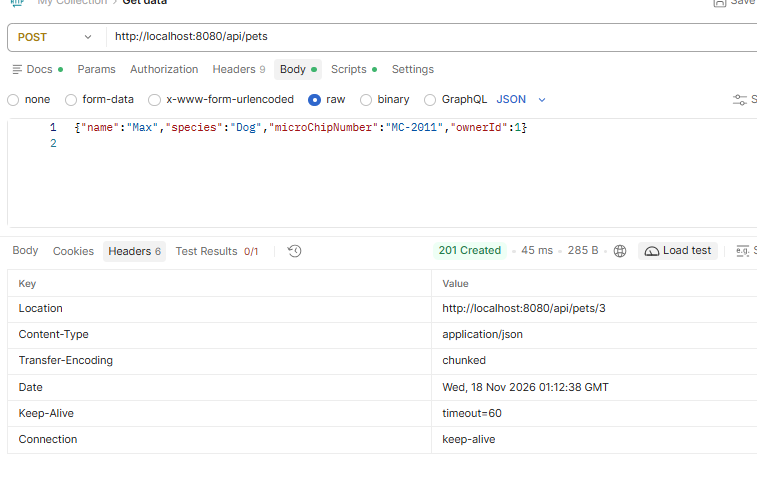 HTTP My Collection > Get data Save
POST http://localhost:8080/api/pets
Docs Params Authorization Headers 9 Body Scripts Settings
none form-data x-www-form-urlencoded raw binary GraphQL JSON S
1 {"name":"Max","species":"Dog","microChipNumber":"MC-2011","ownerId":1}
2
Body Cookies Headers 6 Test Results 0/1 201 Created 45 ms 285 B Load test e.g. S
Key Value
Location http://localhost:8080/api/pets/3
Content-Type application/json
Transfer-Encoding chunked
Date Wed, 18 Nov 2026 01:12:38 GMT
Keep-Alive timeout=60
Connection keep-alive